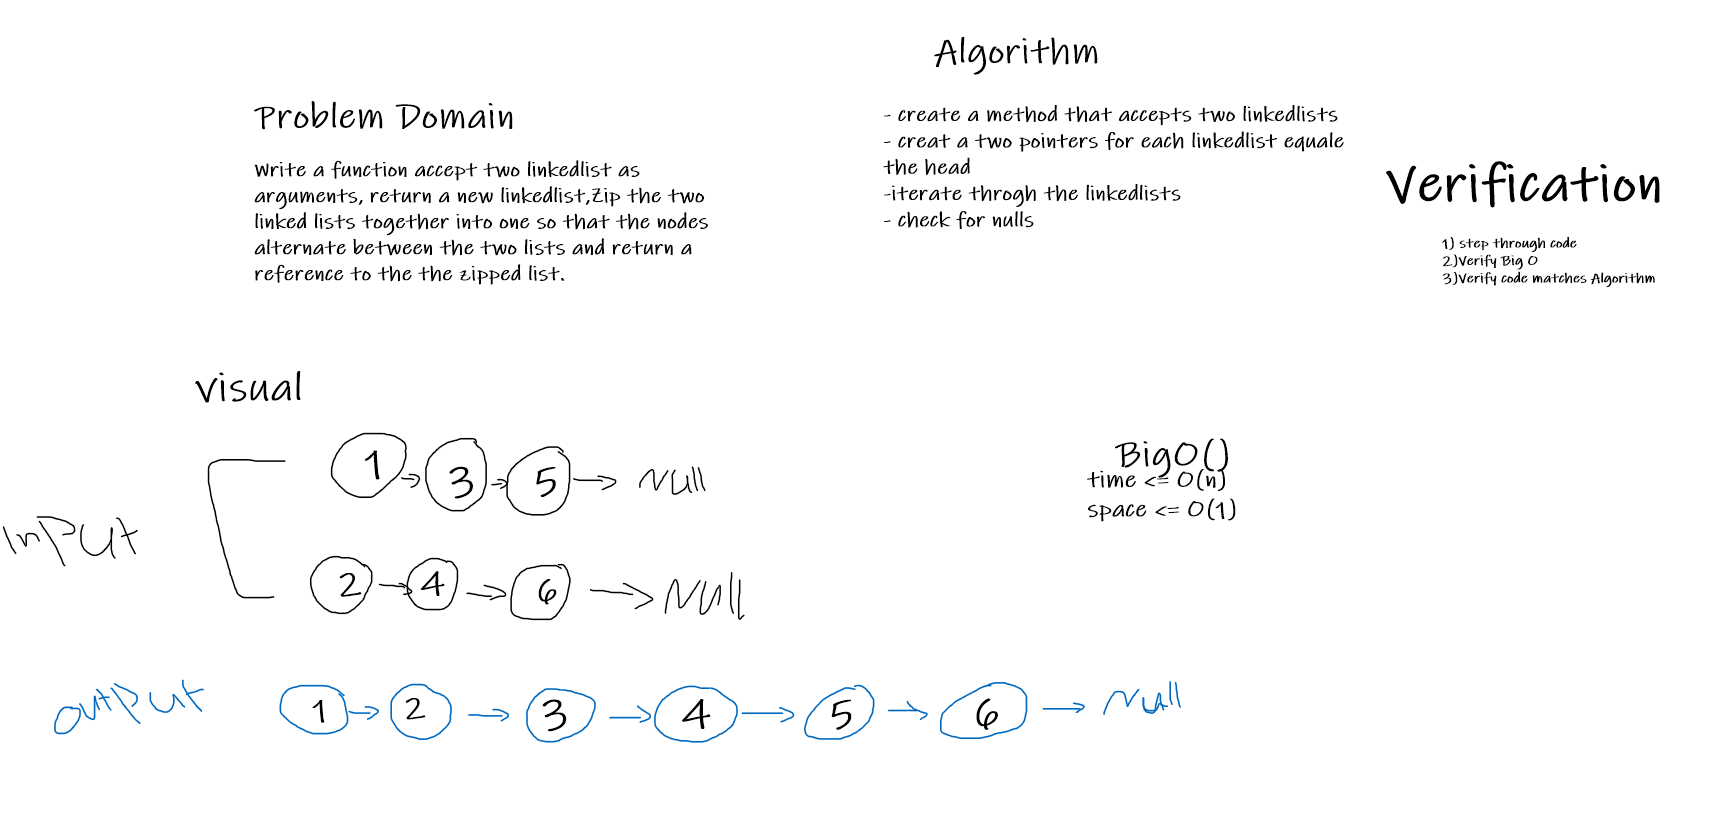 Problem Domain
Write a function accept two linkedlist as
arguments, return a new linkedlist,Zip the two
linked lists together into one so that the nodes
alternate between the two lists and return a
reference to the the zipped list.
Algorithm
- create a method that accepts two linkedlists
- creat a two pointers for each linkedlist equale
the head
-iterate throgh the linkedlists
- check for nulls
Verification
1) step through code
2)Verify Big O
3)Verify code matches Algorithm
visual
input
1 3 5 Null
2 4 6 Null
BigO()
time <= O(n)
space <= O(1)
output
1 2 3 4 5 6 Null